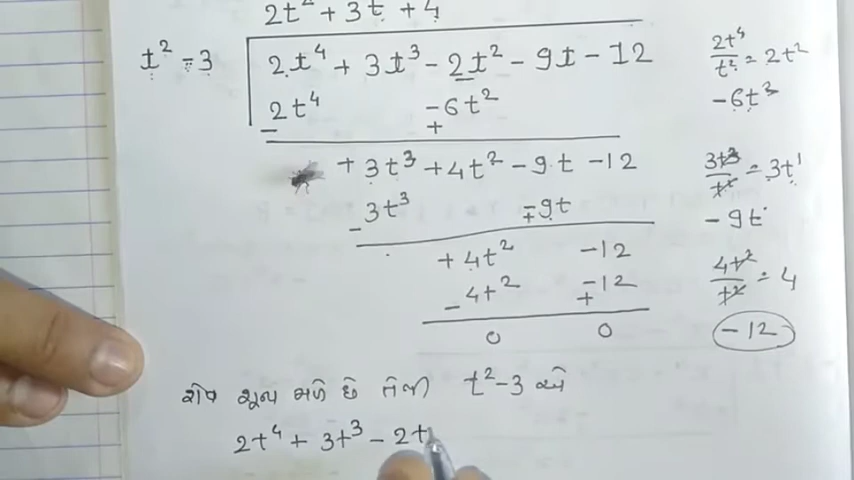 2t² + 3t + 4
t² - 3
2t⁴ + 3t³ - 2t² - 9t - 12
2t⁴ - 6t²
- +
+ 3t³ + 4t² - 9t - 12
3t³ - 9t
- +
+ 4t² - 12
4t² - 12
- +
0 0
2t⁴/t² = 2t²
- 6t²
3t³/t² = 3t¹
- 9t
4t²/t² = 4
- 12
શેષ શૂન્ય મળે છે તેથી t² - 3 એ
2t⁴ + 3t³ - 2t